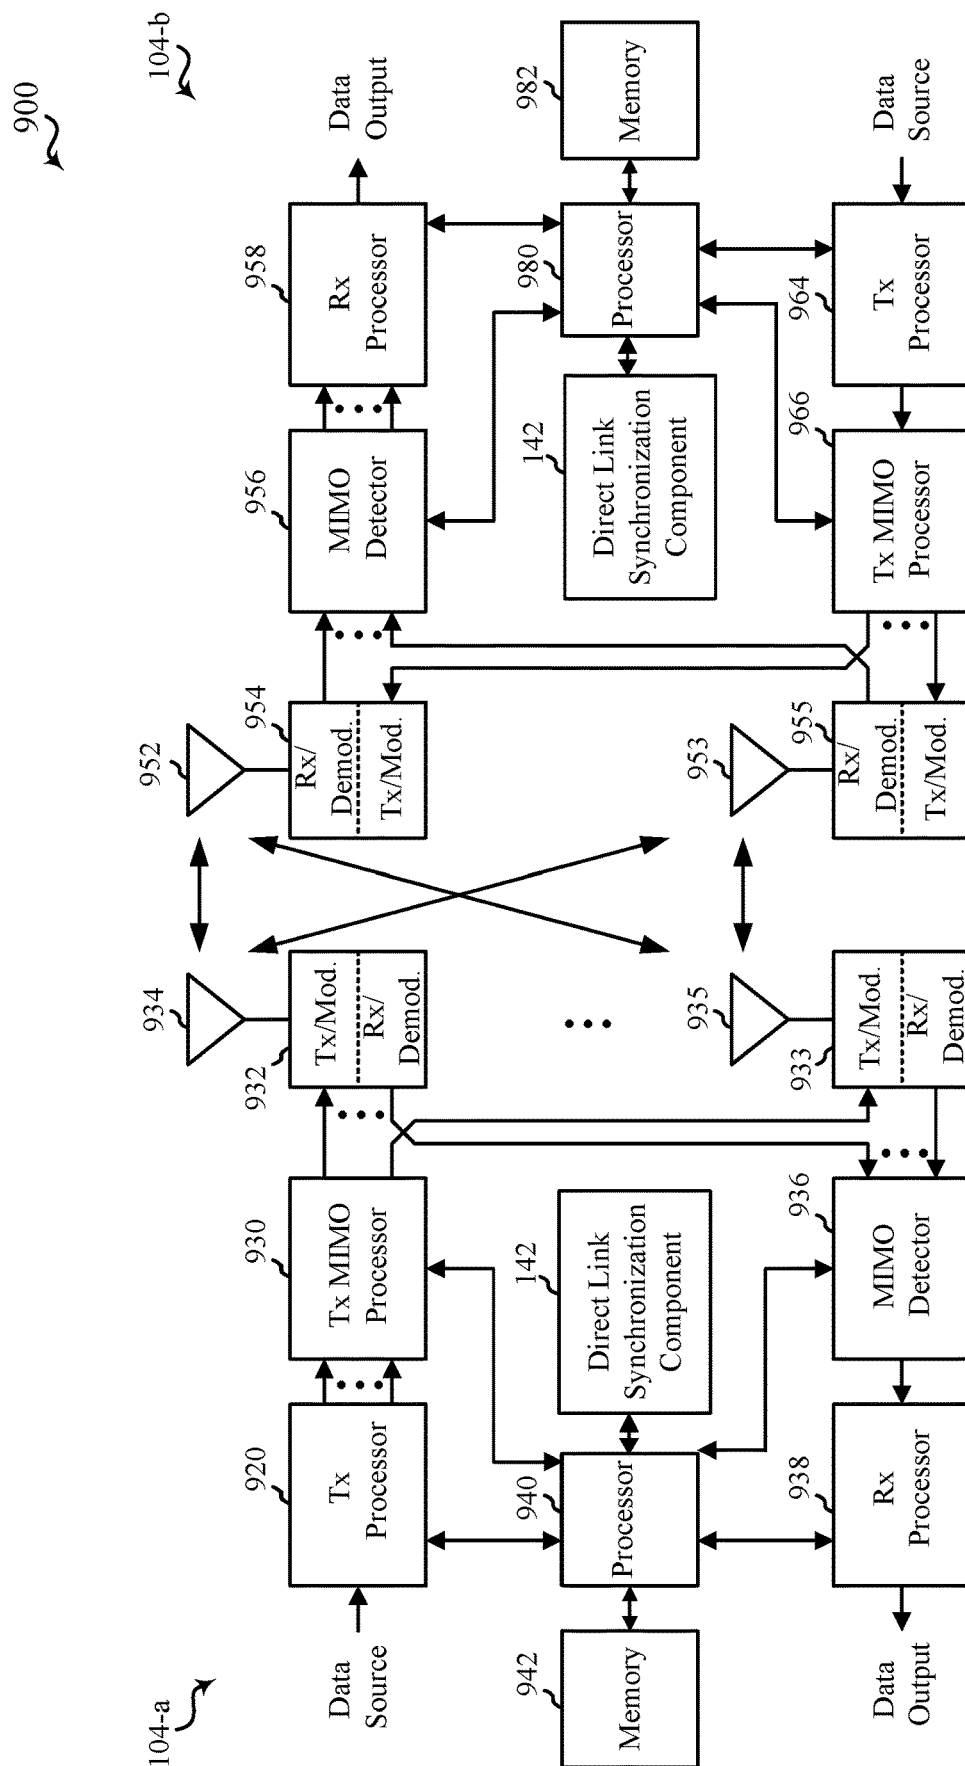 900
104-a
104-b
Data
Source
920
Tx
Processor
930
Tx MIMO
Processor
932
Tx/Mod.
Rx/
Demod.
934
952
954
Rx/
Demod.
Tx/Mod.
956
MIMO
Detector
958
Rx
Processor
Data
Output
942
Memory
940
Processor
142
Direct Link
Synchronization
Component
142
Direct Link
Synchronization
Component
980
Processor
982
Memory
Data
Output
938
Rx
Processor
936
MIMO
Detector
933
Tx/Mod.
Rx/
Demod.
935
953
955
Rx/
Demod.
Tx/Mod.
966
Tx MIMO
Processor
964
Tx
Processor
Data
Source